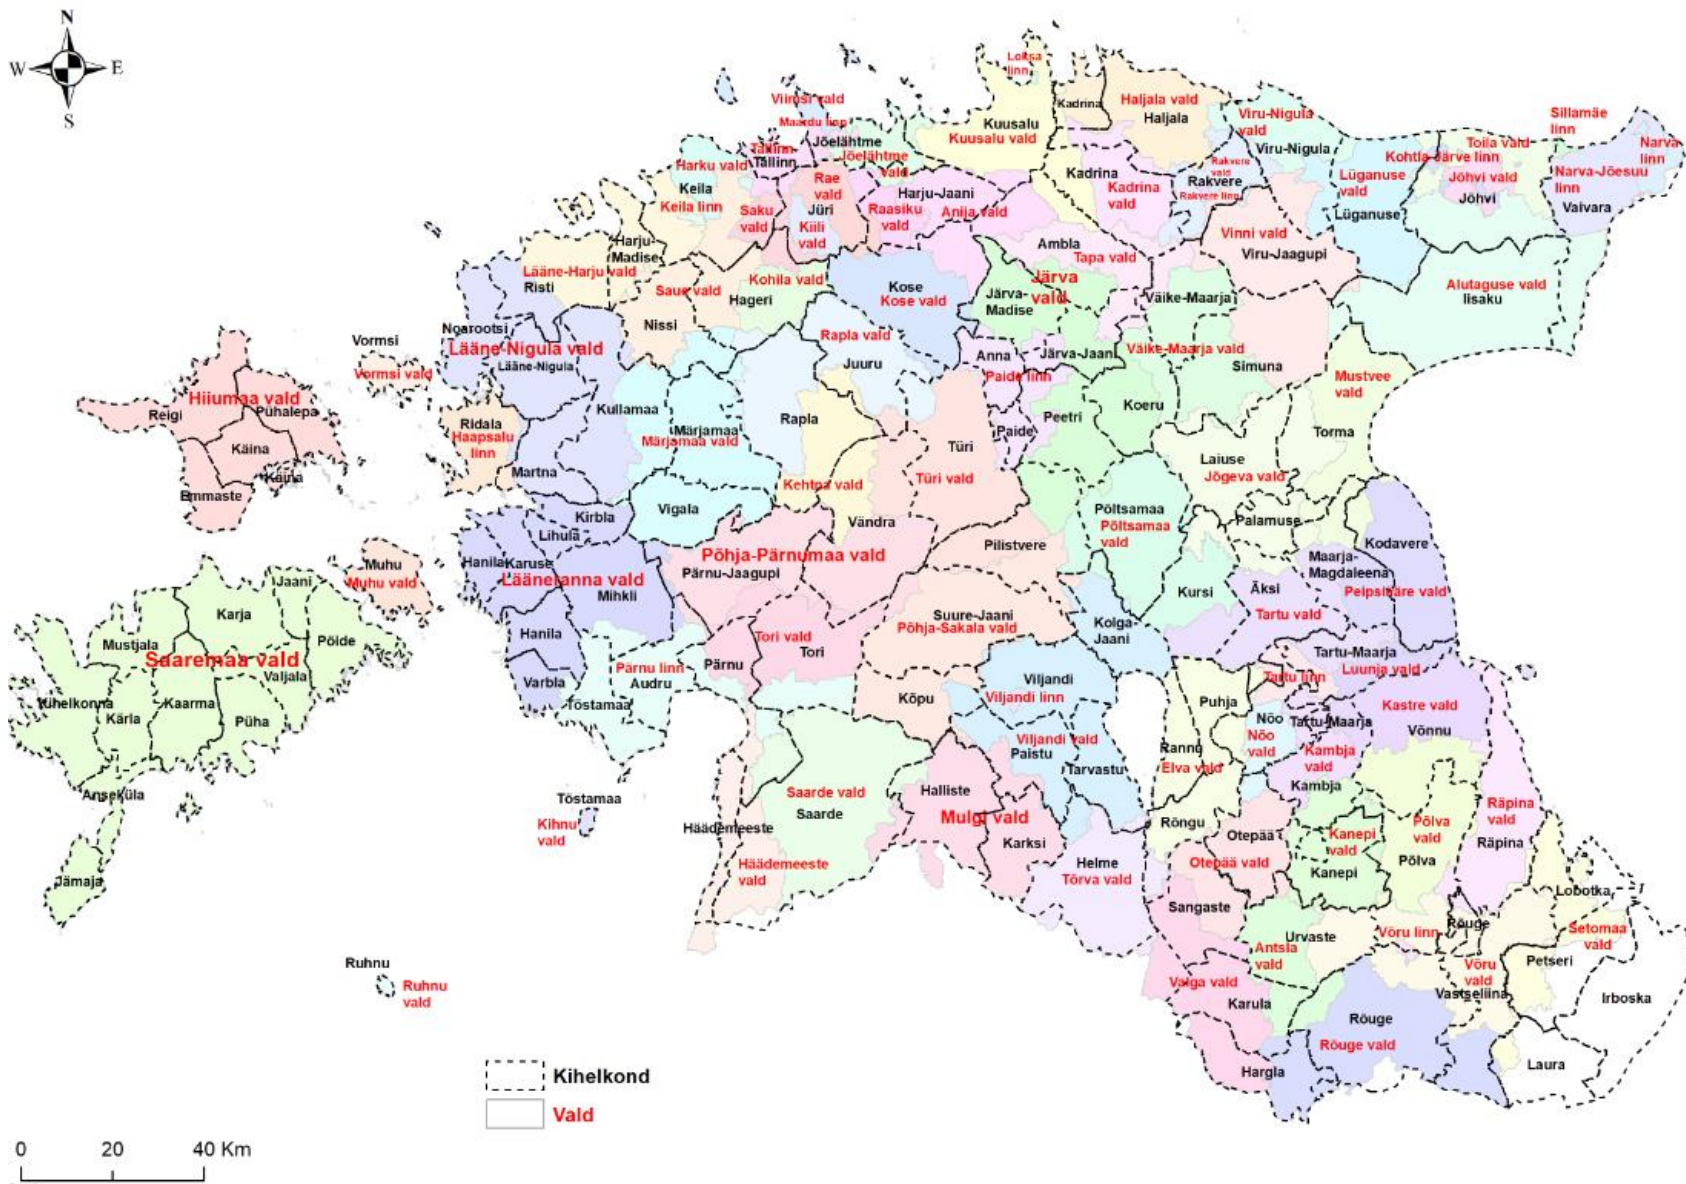 N
W E
S
Loksa
linn
Kadrina
Haljala vald
Haljala
Viimsi vald
Maardu linn
Kuusalu
Kuusalu vald
Viru-Nigula
vald
Viru-Nigula
Sillamäe
linn
Narva
linn
Toila vald
Kohtla-Järve linn
Jõhvi vald
Jõhvi
Narva-Jõesuu
linn
Vaivara
Tallinn
Tallinn
Jõelähtme
Jõelähtme
vald
Harku vald
Keila
Keila linn
Rae
vald
Saku
vald
Jüri
Kiili
vald
Harju-Jaani
Raasiku
vald
Anija vald
Kadrina
Kadrina
vald
Rakvere
vald
Rakvere
Rakvere linn
Lüganuse
vald
Lüganuse
Vinni vald
Viru-Jaagupi
Harju-
Madise
Lääne-Harju vald
Risti
Ambla
Tapa vald
Kohila vald
Saue vald
Hageri
Nissi
Kose
Kose vald
Järva
vald
Järva-
Madise
Väike-Maarja
Alutaguse vald
Iisaku
Noarootsi
Lääne-Nigula vald
Lääne-Nigula
Vormsi
Vormsi vald
Rapla vald
Juuru
Anna
Järva-Jaani
Väike-Maarja vald
Simuna
Paide linn
Mustvee
vald
Hiiumaa vald
Reigi
Pühalepa
Käina
Käina
Emmaste
Ridala
Haapsalu
linn
Kullamaa
Märjamaa
Märjamaa vald
Rapla
Martna
Türi
Türi vald
Paide
Peetri
Koeru
Torma
Laiuse
Jõgeva vald
Kehtna vald
Vigala
Vändra
Kirbla
Lihula
Põltsamaa
Põltsamaa
vald
Palamuse
Kodavere
Pilistvere
Põhja-Pärnumaa vald
Pärnu-Jaagupi
Muhu
Muhu vald
Hanila
Karuse
Lääneranna vald
Mihkli
Maarja-
Magdaleena
Äksi
Kursi
Peipsiääre vald
Tartu vald
Jaani
Karja
Mustjala
Pöide
Saaremaa vald
Valjala
Kihelkonna
Kärla
Kaarma
Püha
Anseküla
Jämaja
Hanila
Varbla
Suure-Jaani
Põhja-Sakala vald
Kolga-
Jaani
Tori vald
Tori
Pärnu
Pärnu linn
Audru
Tõstamaa
Tartu-Maarja
Luunja vald
Tartu linn
Viljandi
Viljandi linn
Kõpu
Puhja
Kastre vald
Võnnu
Nõo
Nõo
vald
Tartu-Maarja
Kambja
vald
Kambja
Viljandi vald
Paistu
Tarvastu
Rannu
Elva vald
Tõstamaa
Kihnu
vald
Saarde vald
Saarde
Halliste
Mulgi vald
Karksi
Häädemeeste
Häädemeeste
vald
Rõngu
Otepää
Otepää vald
Kanepi
vald
Kanepi
Põlva
vald
Põlva
Räpina
vald
Räpina
Helme
Tõrva vald
Sangaste
Lobotka
Setomaa
vald
Rõuge
Võru linn
Urvaste
Antsla
vald
Võru
vald
Vastseliina
Petseri
Irboska
Ruhnu
Ruhnu
vald
Valga vald
Karula
Rõuge
Rõuge vald
Hargla
Laura
Kihelkond
Vald
0 20 40 Km